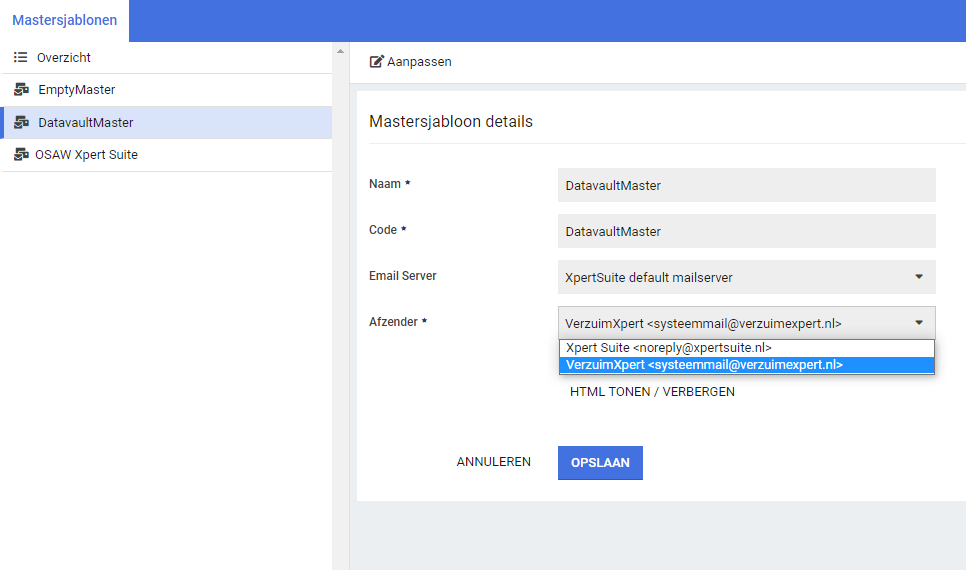 Mastersjablonen
Overzicht
EmptyMaster
DatavaultMaster
OSAW Xpert Suite
Aanpassen
Mastersjabloon details
Naam *
DatavaultMaster
Code *
DatavaultMaster
Email Server
XpertSuite default mailserver
Afzender *
VerzuimXpert <systeemmail@verzuimexpert.nl>
Xpert Suite <noreply@xpertsuite.nl>
VerzuimXpert <systeemmail@verzuimexpert.nl>
HTML TONEN / VERBERGEN
ANNULEREN
OPSLAAN